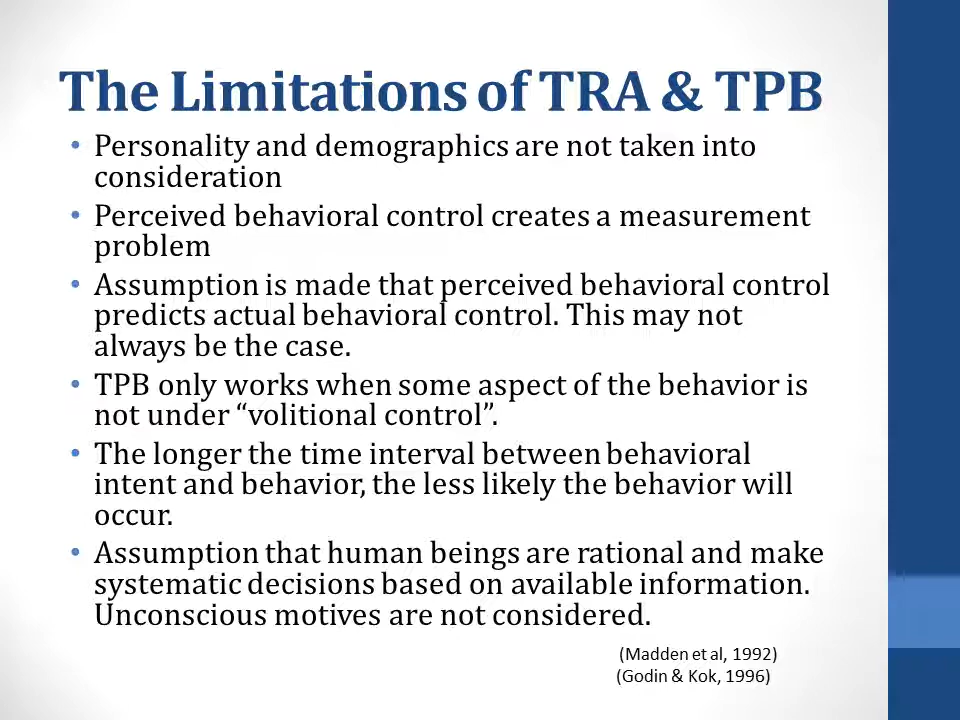 The Limitations of TRA & TPB
• Personality and demographics are not taken into
consideration
• Perceived behavioral control creates a measurement
problem
• Assumption is made that perceived behavioral control
predicts actual behavioral control. This may not
always be the case.
• TPB only works when some aspect of the behavior is
not under “volitional control”.
• The longer the time interval between behavioral
intent and behavior, the less likely the behavior will
occur.
• Assumption that human beings are rational and make
systematic decisions based on available information.
Unconscious motives are not considered.
(Madden et al, 1992)
(Godin & Kok, 1996)